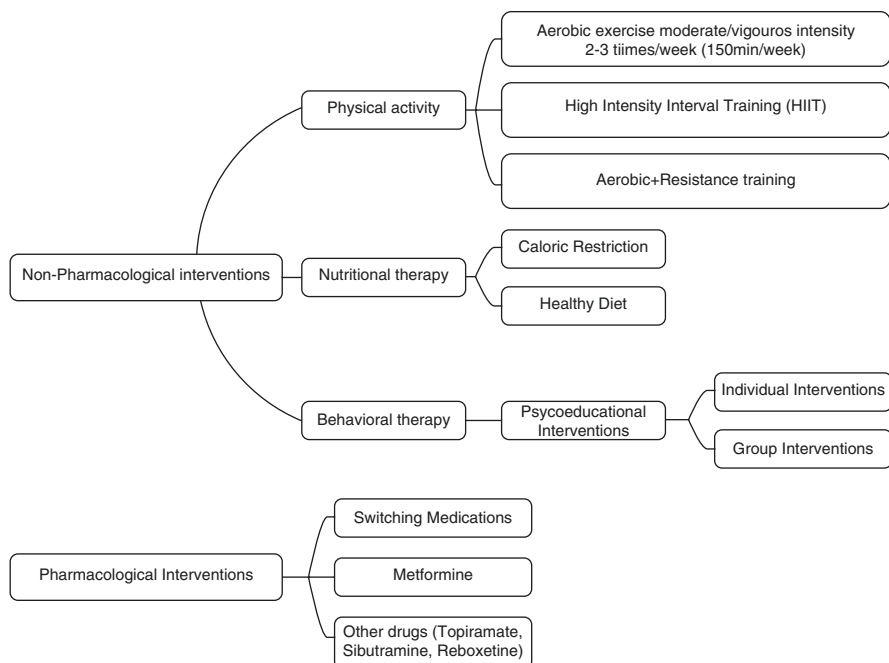 Aerobic exercise moderate/vigouros intensity
2-3 tiimes/week (150min/week)
Physical activity
High Intensity Interval Training (HIIT)
Aerobic+Resistance training
Non-Pharmacological interventions
Nutritional therapy
Caloric Restriction
Healthy Diet
Behavioral therapy
Psycoeducational
Interventions
Individual Interventions
Group Interventions
Pharmacological Interventions
Switching Medications
Metformine
Other drugs (Topiramate,
Sibutramine, Reboxetine)